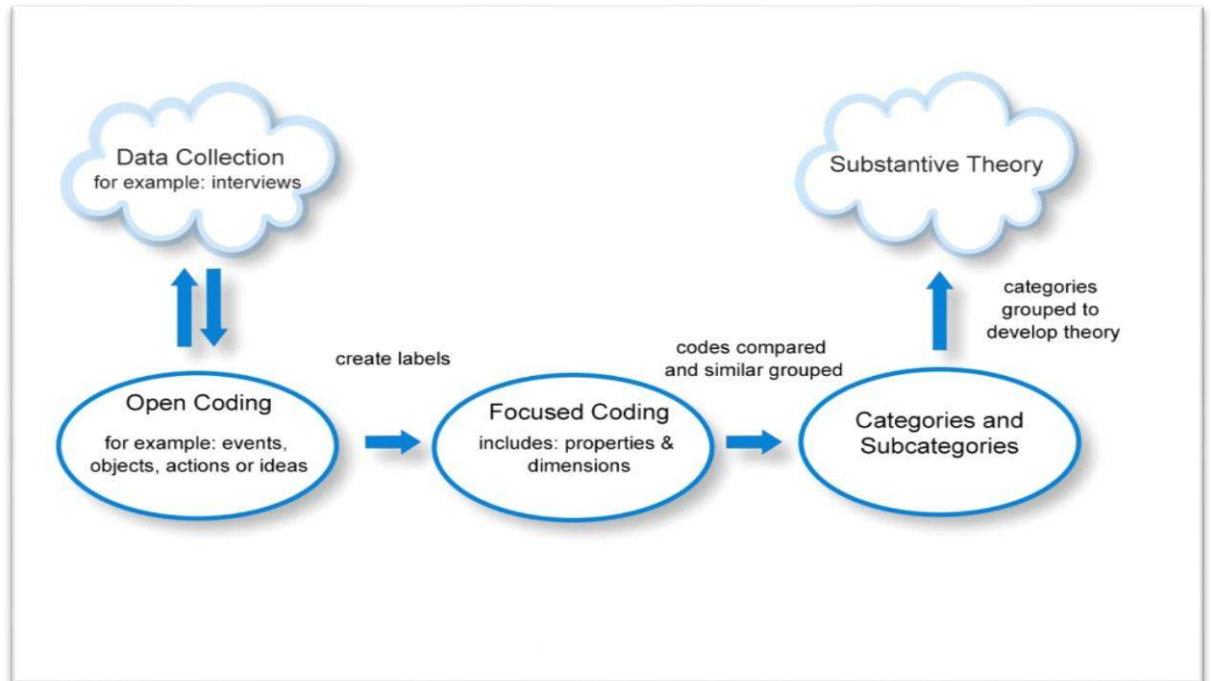 Data Collection
for example: interviews
Substantive Theory
categories
grouped to
develop theory
create labels
codes compared
and similar grouped
Open Coding
for example: events,
objects, actions or ideas
Focused Coding
includes: properties &
dimensions
Categories and
Subcategories